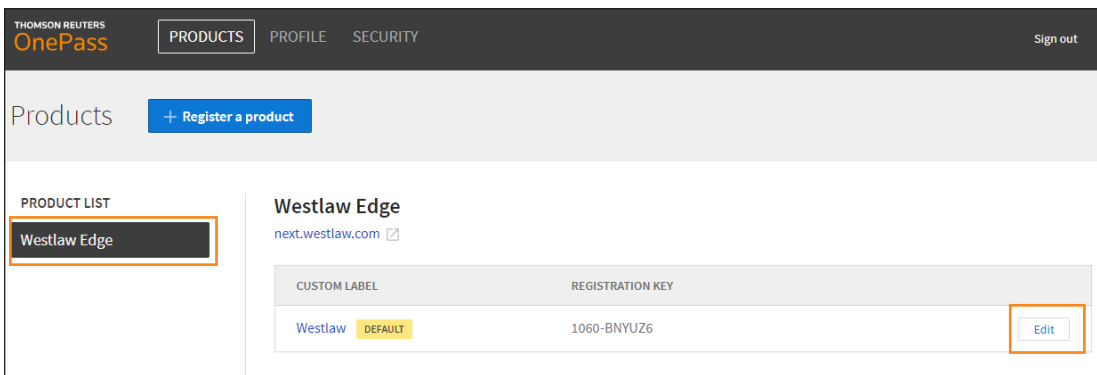 THOMSON REUTERS
OnePass
PRODUCTS PROFILE SECURITY
Sign out
Products
+ Register a product
PRODUCT LIST
Westlaw Edge
Westlaw Edge
next.westlaw.com
CUSTOM LABEL REGISTRATION KEY
Westlaw DEFAULT 1060-BNYUZ6 Edit